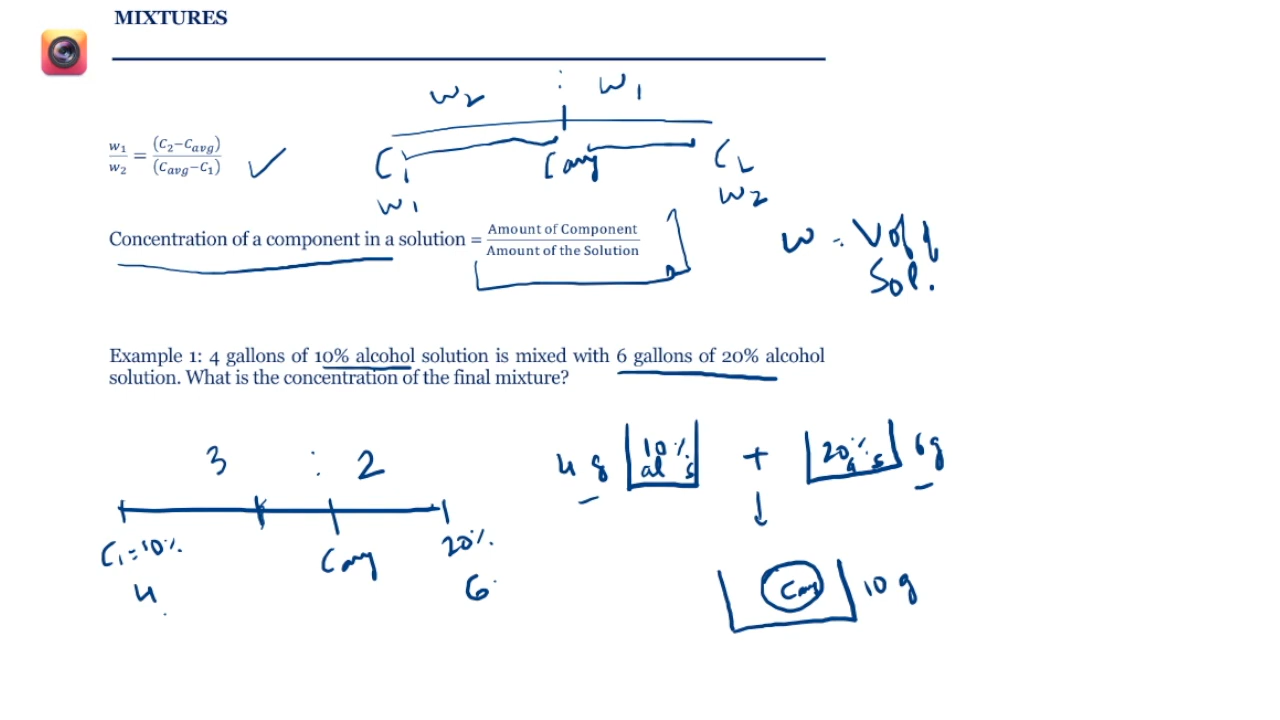 MIXTURES
w2 : w1
w1/w2 = (C2−Cavg)/(Cavg−C1)
C1 Cavg C2
w1 w2
Concentration of a component in a solution = Amount of Component/Amount of the Solution
w = Vol of
Sol.
Example 1: 4 gallons of 10% alcohol solution is mixed with 6 gallons of 20% alcohol
solution. What is the concentration of the final mixture?
3 : 2
4 g 10% al s + 20% a s 6g
C1=10% Cavg 20%
4 6
Cavg 10 g